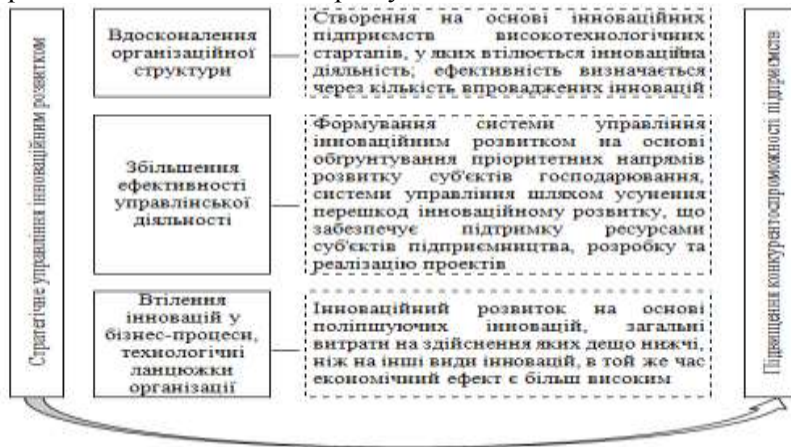 Стратегічне управління інноваційним розвитком
Вдосконалення
організаційної
структури
Створення на основі інноваційних
підприємств високотехнологічних
стартапів, у яких втілюється інноваційна
діяльність; ефективність визначається
через кількість впроваджених інновацій
Збільшення
ефективності
управлінської
діяльності
Формування системи управління
інноваційним розвитком на основі
обґрунтування пріоритетних напрямів
розвитку суб'єктів господарювання,
системи управління шляхом усунення
перешкод інноваційному розвитку, що
забезпечує підтримку ресурсами
суб'єктів підприємництва, розробку та
реалізацію проектів
Втілення
інновацій у
бізнес-процеси,
технологічні
ланцюжки
організації
Інноваційний розвиток на основі
поліпшуючих інновацій, загальні
витрати на здійснення яких дещо нижчі,
ніж на інші види інновацій, в той же час
економічний ефект є більш високим
Підвищення конкурентоспроможності підприємств